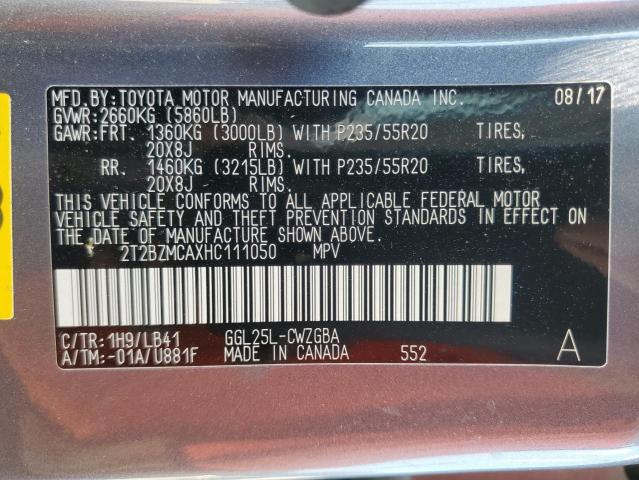 MFD.BY:TOYOTA MOTOR MANUFACTURING CANADA INC. 08/17
GVWR:2660KG (5860LB)
GAWR:FRT. 1360KG (3000LB) WITH P235/55R20 TIRES,
20X8J RIMS.
RR. 1460KG (3215LB) WITH P235/55R20 TIRES,
20X8J RIMS.
THIS VEHICLE CONFORMS TO ALL APPLICABLE FEDERAL MOTOR
VEHICLE SAFETY AND THEFT PREVENTION STANDARDS IN EFFECT ON
THE DATE OF MANUFACTURE SHOWN ABOVE.
2T2BZMCAXHC111050 MPV
C/TR:1H9/LB41 GGL25L-CWZGBA
A/TM:-01A/U881F MADE IN CANADA 552 A